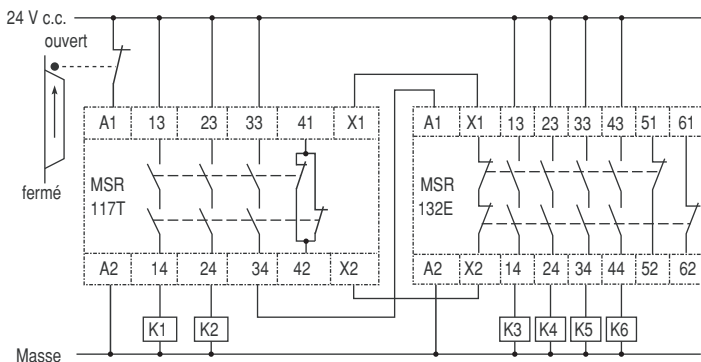 24 V c.c.
ouvert
fermé
A1 13 23 33 41 X1
MSR
117T
A2 14 24 34 42 X2
K1 K2
A1 X1 13 23 33 43 51 61
MSR
132E
A2 X2 14 24 34 44 52 62
K3 K4 K5 K6
Masse